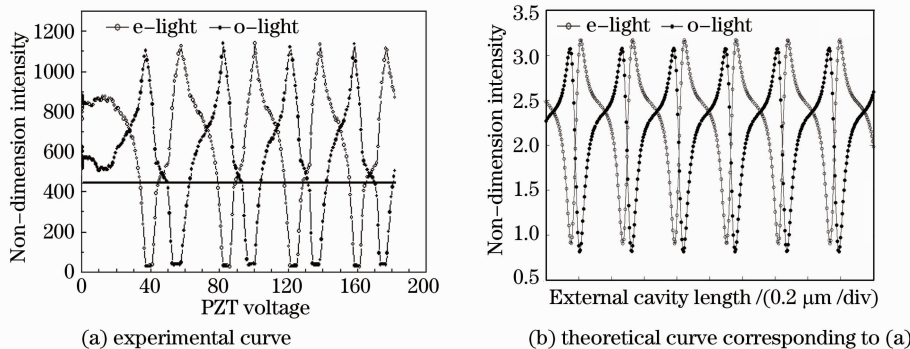 e-light o-light
Non-dimension intensity
1200
1000
800
600
400
200
0
0 40 80 120 160 200
PZT voltage
(a) experimental curve
e-light o-light
Non-dimension intensity
3.5
3.0
2.5
2.0
1.5
1.0
0.5
External cavity length /(0.2 μm /div)
(b) theoretical curve corresponding to (a)